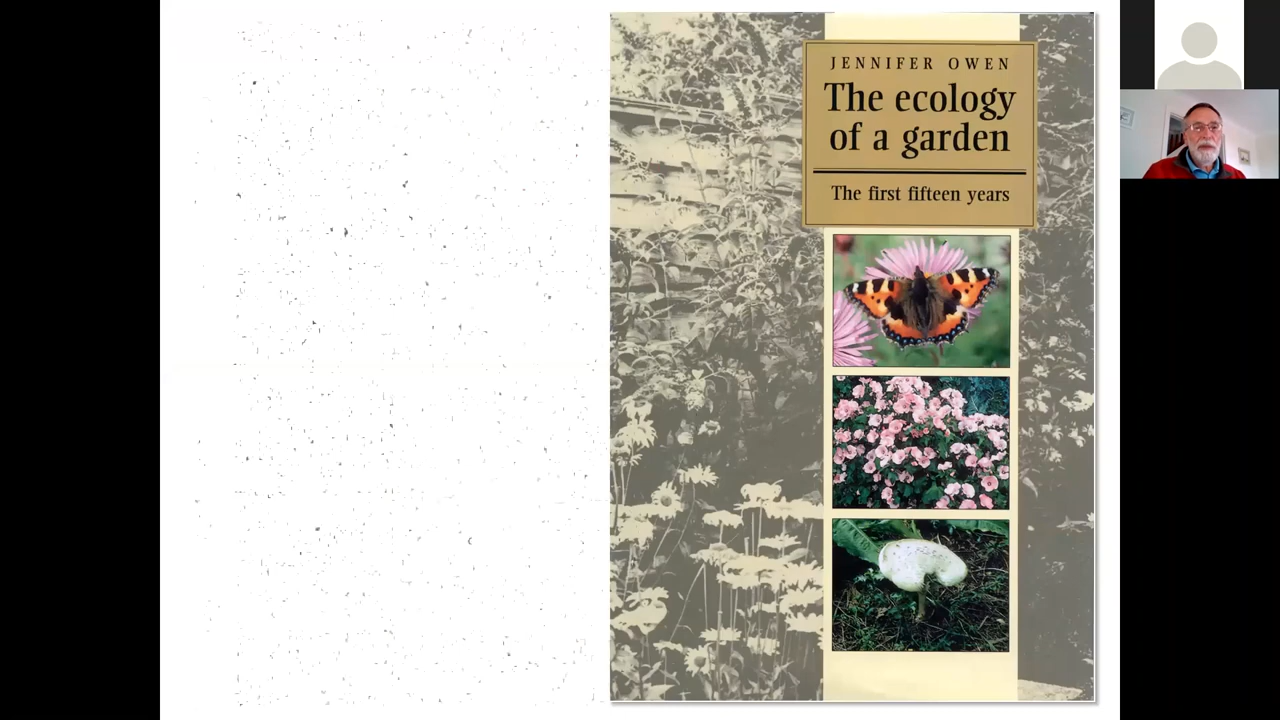 JENNIFER OWEN
The ecology
of a garden
The first fifteen years